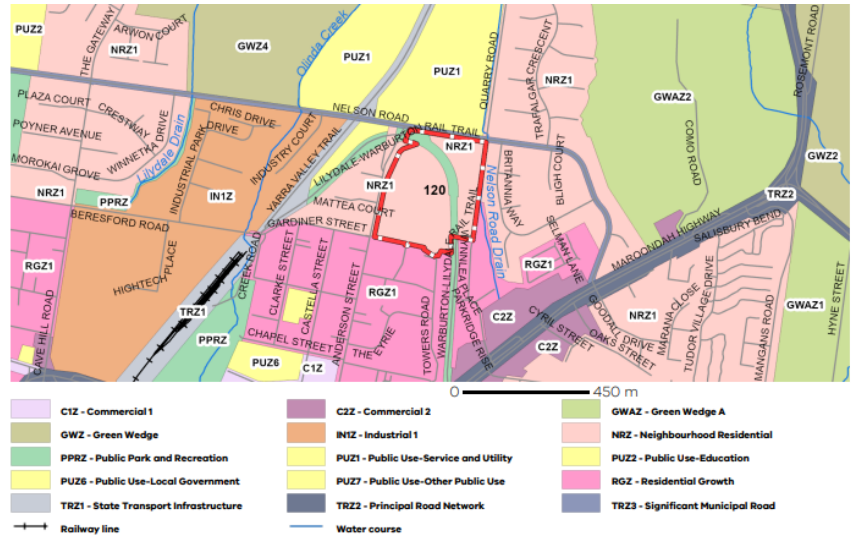 PUZ2
ARWON COURT
THE GATEWAY
NRZ1
GWZ4
Olinda Creek
PUZ1
PUZ1
QUARRY ROAD
TRAFALGAR CRESCENT
NRZ1
GWAZ2
ROSEMONT ROAD
PLAZA COURT
CRESTWAY
POYNER AVENUE
WINNETKA DRIVE
Lilydale Drain
CHRIS DRIVE
INDUSTRIAL PARK DRIVE
INDUSTRY COURT
NELSON ROAD
LILYDALE-WARBURTON RAIL TRAIL
NRZ1
YARRA VALLEY TRAIL
COMO ROAD
GWZ2
MOROKAI GROVE
NRZ1
PPRZ
IN1Z
NRZ1
120
BRITANNIA WAY
BLIGH COURT
TRZ2
BERESFORD ROAD
MATTEA COURT
GARDINER STREET
Nelson Road Drain
SELMAN LANE
MAROONDAH HIGHWAY
SALISBURY BEND
RGZ1
HIGHTECH PLACE
CREEK ROAD
CLARKE STREET
CASTELLA STREET
ANDERSON STREET
RGZ1
WARBURTON-LILYDALE RAIL TRAIL
WYNNLEA PLACE
RGZ1
NRZ1
GWAZ1
TRZ1
CAVE HILL ROAD
PPRZ
CHAPEL STREET
THE EYRIE
TOWERS ROAD
PARKRIDGE RISE
C2Z
CYRIL STREET
GOODALL DRIVE
OAKS STREET
MARANA CLOSE
TUDOR VILLAGE DRIVE
MANGANS ROAD
HYNE STREET
PUZ6
C1Z
C2Z
0 450 m
C1Z - Commercial 1
C2Z - Commercial 2
GWAZ - Green Wedge A
GWZ - Green Wedge
IN1Z - Industrial 1
NRZ - Neighbourhood Residential
PPRZ - Public Park and Recreation
PUZ1 - Public Use-Service and Utility
PUZ2 - Public Use-Education
PUZ6 - Public Use-Local Government
PUZ7 - Public Use-Other Public Use
RGZ - Residential Growth
TRZ1 - State Transport Infrastructure
TRZ2 - Principal Road Network
TRZ3 - Significant Municipal Road
Railway line
Water course